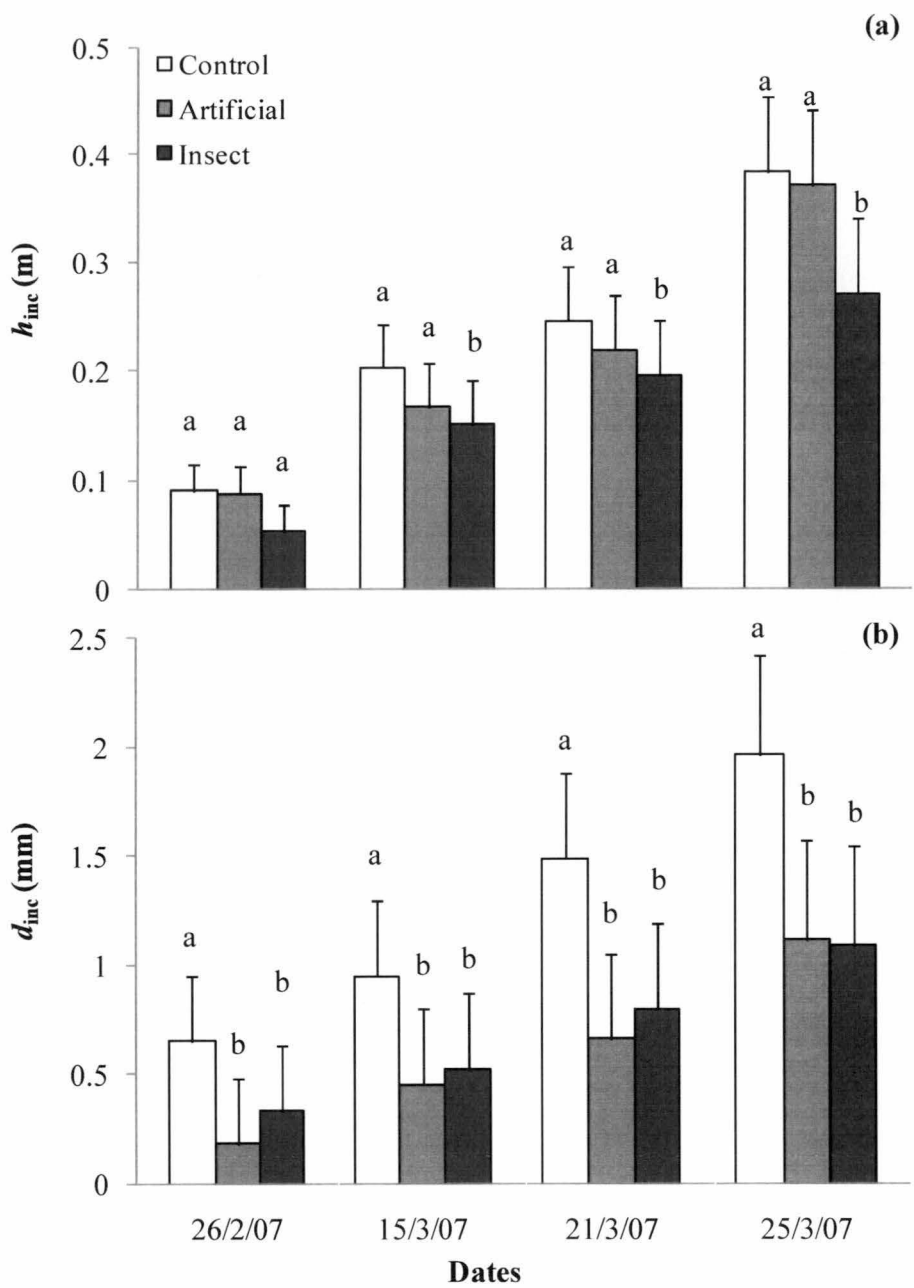 (a)
0.5
Control
Artificial
Insect
0.4
0.3
0.2
0.1
0
h_inc (m)
a a a
a a b
a a b
a a b
(b)
2.5
2
1.5
1
0.5
0
d_inc (mm)
a b b
a b b
a b b
a b b
26/2/07 15/3/07 21/3/07 25/3/07
Dates